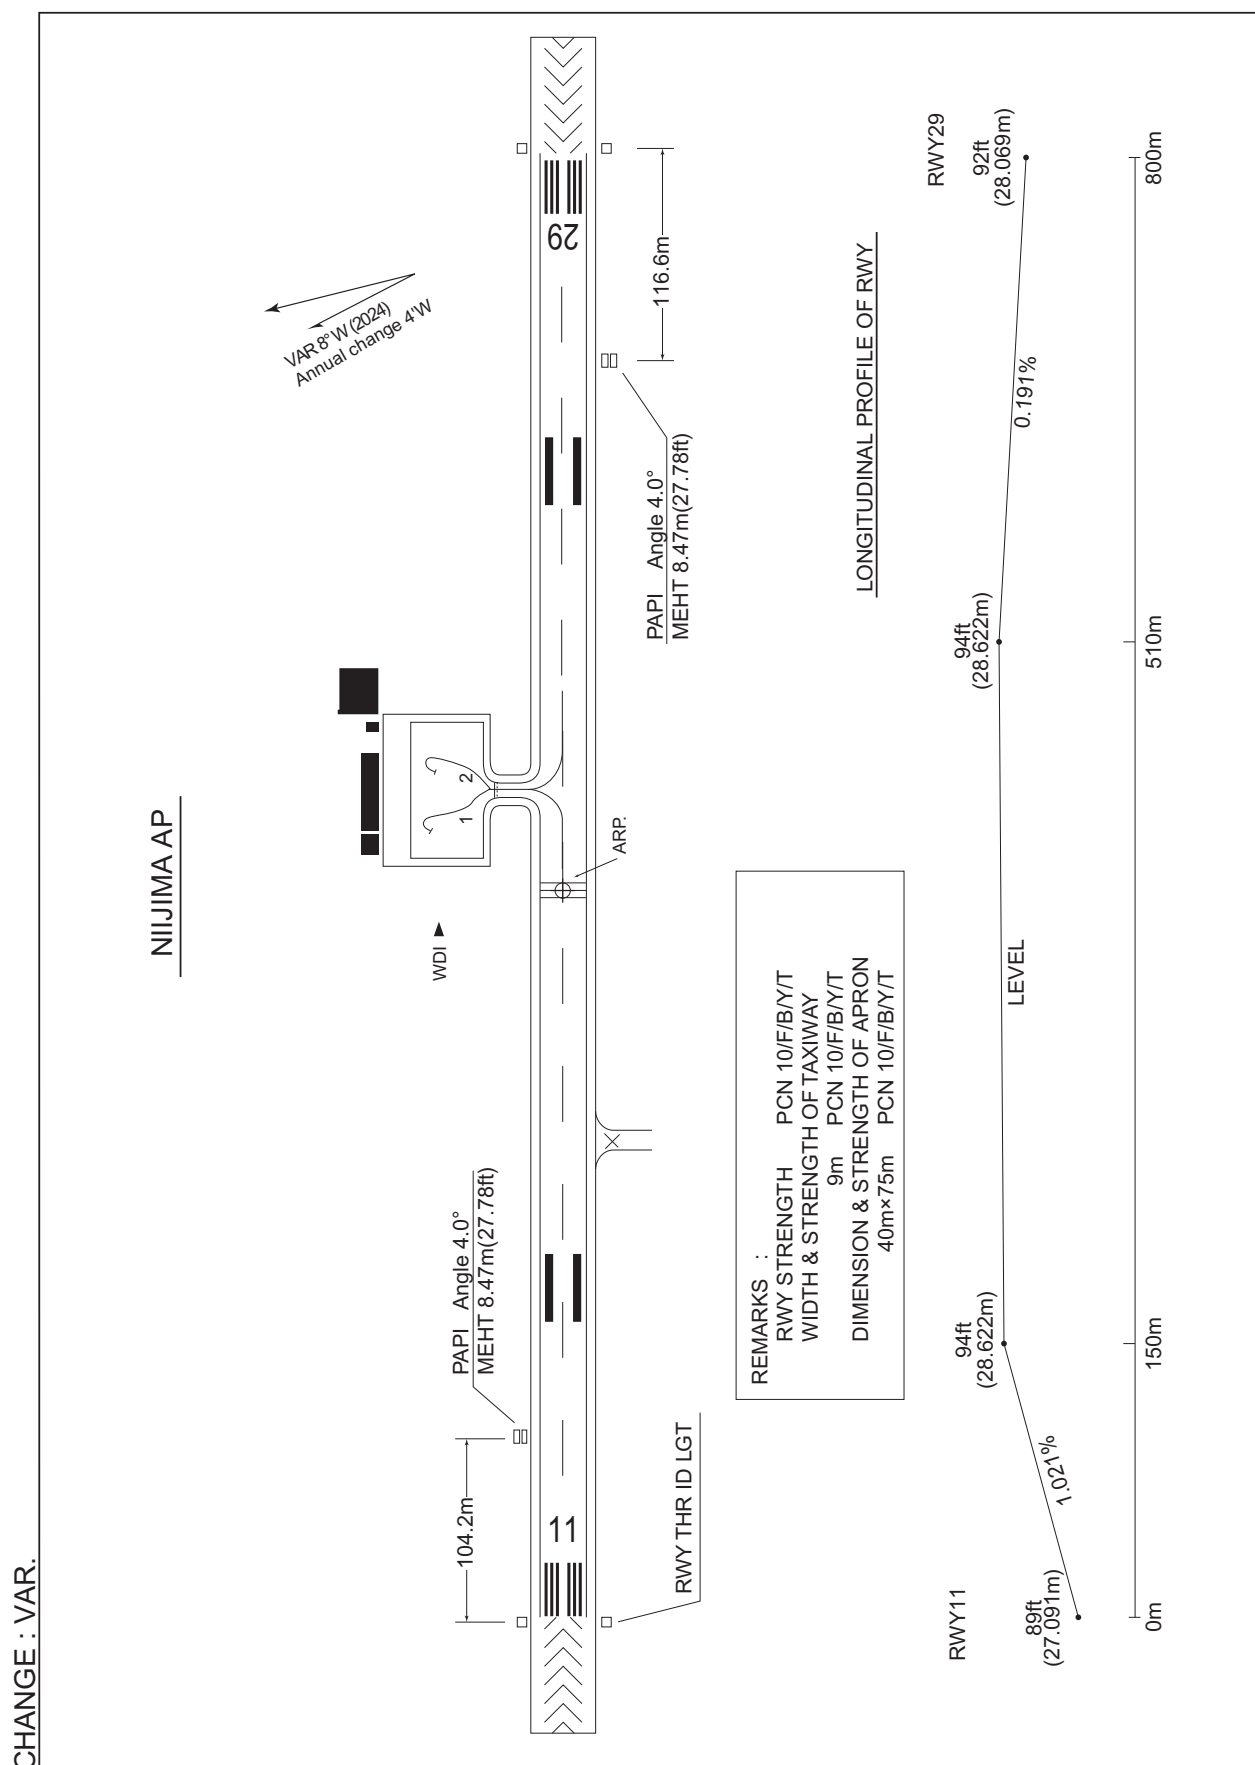 CHANGE : VAR.
NIIJIMA AP
VAR 8° W (2024)
Annual change 4'W
WDI
1
2
ARP.
104.2m
PAPI Angle 4.0°
MEHT 8.47m(27.78ft)
11
29
116.6m
PAPI Angle 4.0°
MEHT 8.47m(27.78ft)
RWY THR ID LGT
REMARKS :
RWY STRENGTH PCN 10/F/B/Y/T
WIDTH & STRENGTH OF TAXIWAY
9m PCN 10/F/B/Y/T
DIMENSION & STRENGTH OF APRON
40m×75m PCN 10/F/B/Y/T
LONGITUDINAL PROFILE OF RWY
RWY11
89ft
(27.091m)
1.021%
94ft
(28.622m)
LEVEL
94ft
(28.622m)
0.191%
RWY29
92ft
(28.069m)
0m
150m
510m
800m